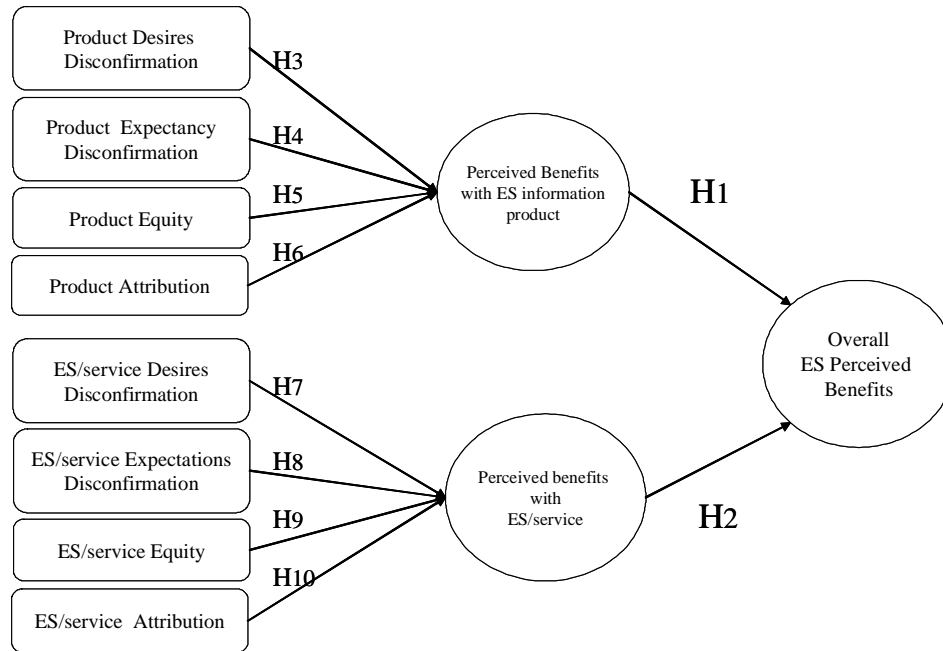 Product Desires
Disconfirmation
H3
Product Expectancy
Disconfirmation
H4
Product Equity
H5
Product Attribution
H6
Perceived Benefits
with ES information
product
H1
ES/service Desires
Disconfirmation
H7
ES/service Expectations
Disconfirmation
H8
ES/service Equity
H9
ES/service Attribution
H10
Perceived benefits
with
ES/service
H2
Overall
ES Perceived
Benefits